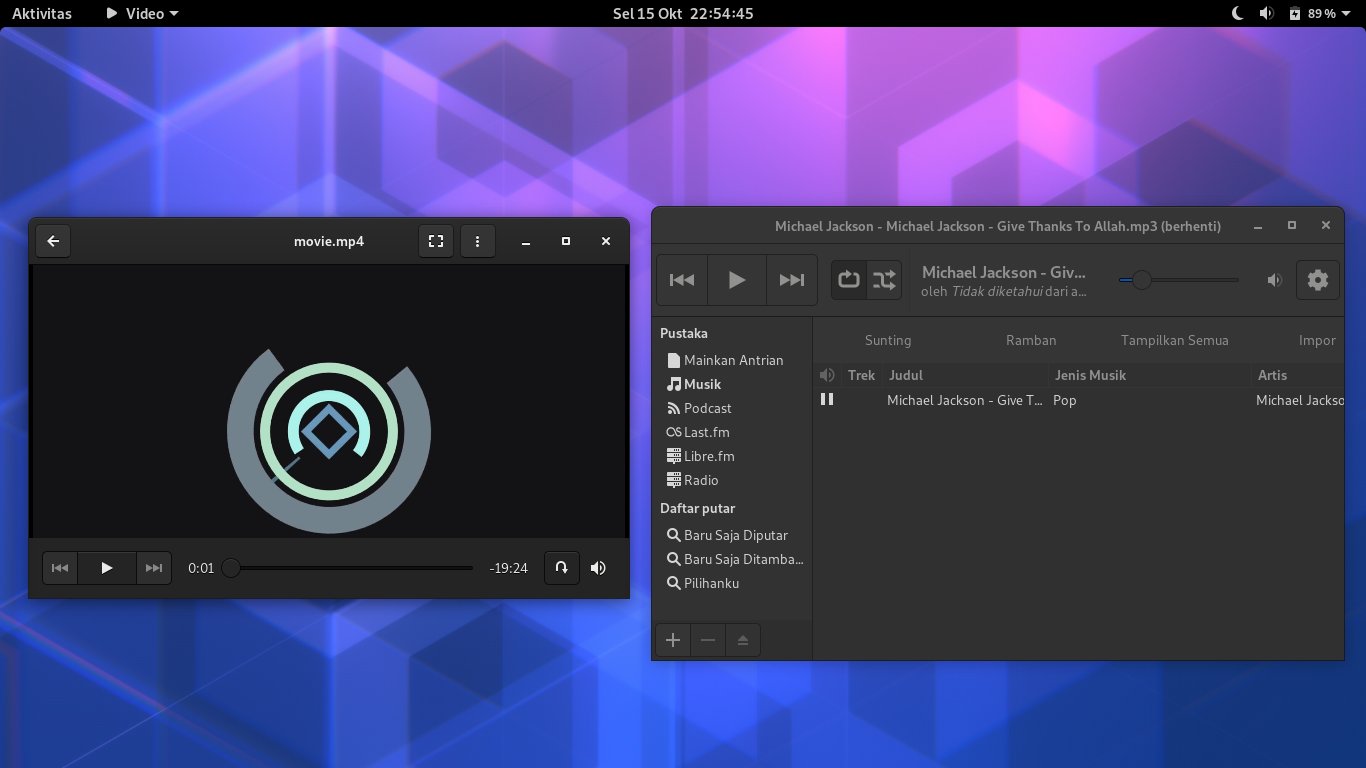 Aktivitas Video Sel 15 Okt 22:54:45 89 %
movie.mp4
0:01 -19:24
Michael Jackson - Michael Jackson - Give Thanks To Allah.mp3 (berhenti)
Michael Jackson - Giv...
oleh Tidak diketahui dari a...
Pustaka
Mainkan Antrian
Musik
Podcast
Last.fm
Libre.fm
Radio
Daftar putar
Baru Saja Diputar
Baru Saja Ditamba...
Pilihanku
Sunting Ramban Tampilkan Semua Impor
Trek Judul Jenis Musik Artis
Michael Jackson - Give T... Pop Michael Jackso